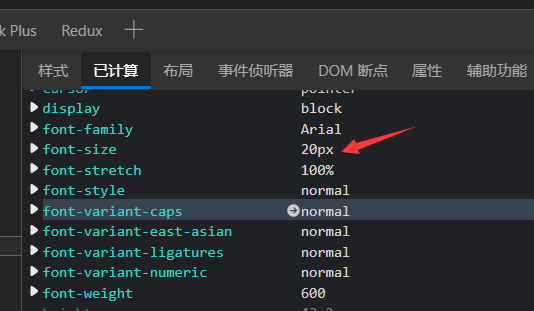 k Plus Redux
样式 已计算 布局 事件侦听器 DOM 断点 属性 辅助功能
cursor pointer
display block
font-family Arial
font-size 20px
font-stretch 100%
font-style normal
font-variant-caps normal
font-variant-east-asian normal
font-variant-ligatures normal
font-variant-numeric normal
font-weight 600